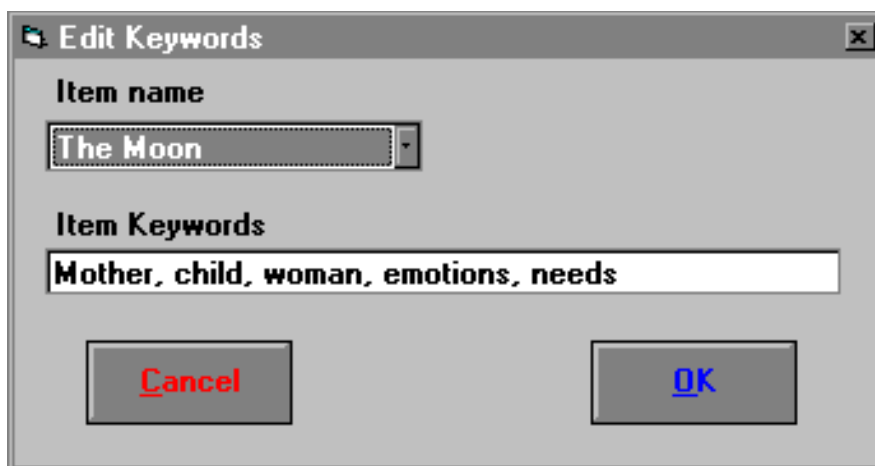 Edit Keywords
Item name
The Moon
Item Keywords
Mother, child, woman, emotions, needs
Cancel OK